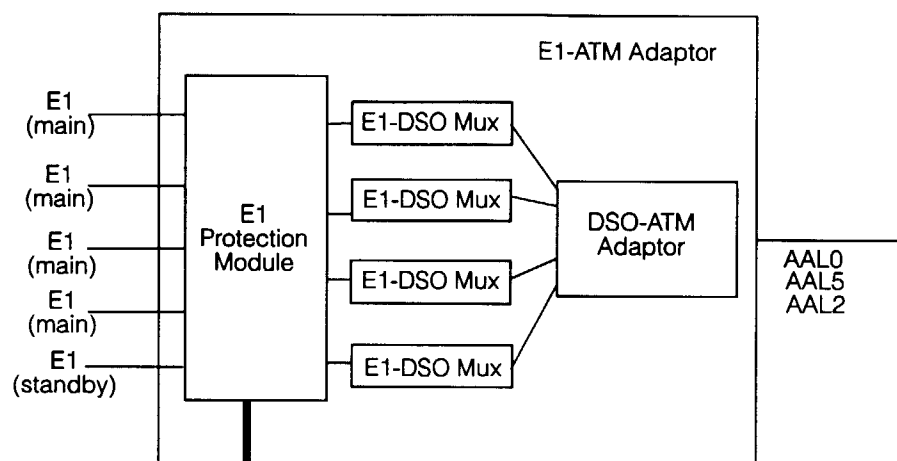 E1-ATM Adaptor
E1
(main)
E1
(main)
E1
(main)
E1
(main)
E1
(standby)
E1
Protection
Module
E1-DSO Mux
E1-DSO Mux
E1-DSO Mux
E1-DSO Mux
DSO-ATM
Adaptor
AAL0
AAL5
AAL2